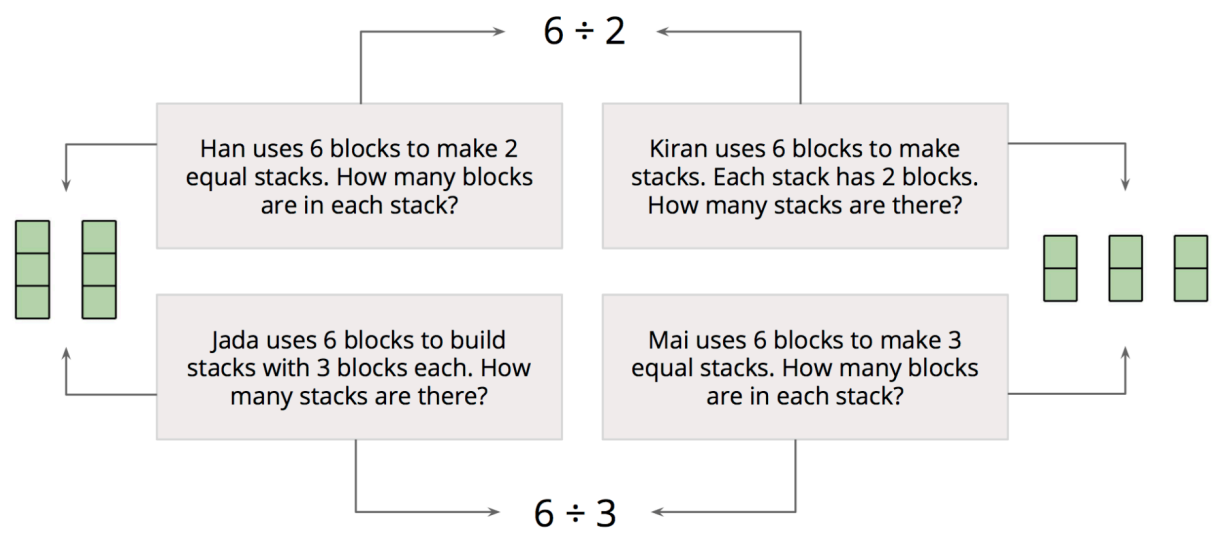 6 ÷ 2
Han uses 6 blocks to make 2
equal stacks. How many blocks
are in each stack?
Kiran uses 6 blocks to make
stacks. Each stack has 2 blocks.
How many stacks are there?
Jada uses 6 blocks to build
stacks with 3 blocks each. How
many stacks are there?
Mai uses 6 blocks to make 3
equal stacks. How many blocks
are in each stack?
6 ÷ 3